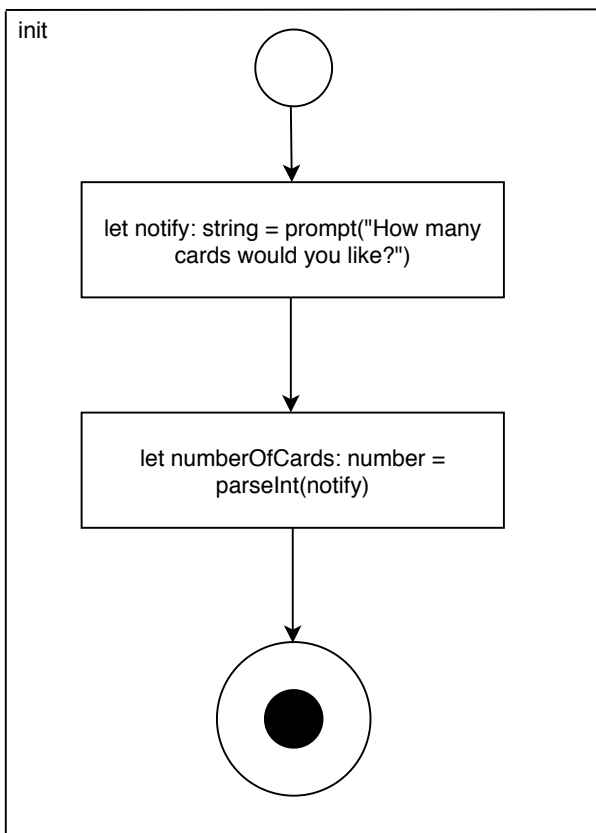 init
let notify: string = prompt("How many
cards would you like?")
let numberOfCards: number =
parseInt(notify)